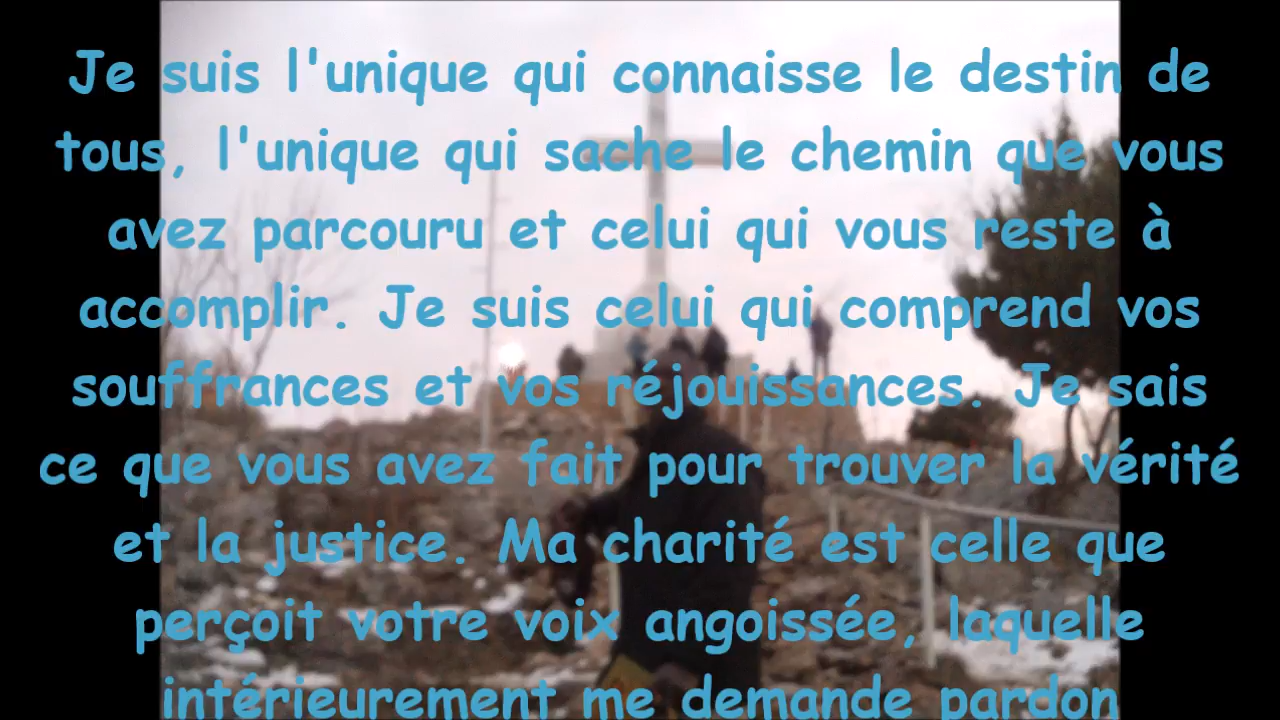 Je suis l'unique qui connaisse le destin de
tous, l'unique qui sache le chemin que vous
avez parcouru et celui qui vous reste à
accomplir. Je suis celui qui comprend vos
souffrances et vos réjouissances. Je sais
ce que vous avez fait pour trouver la vérité
et la justice. Ma charité est celle que
perçoit votre voix angoissée, laquelle
intérieurement me demande pardon